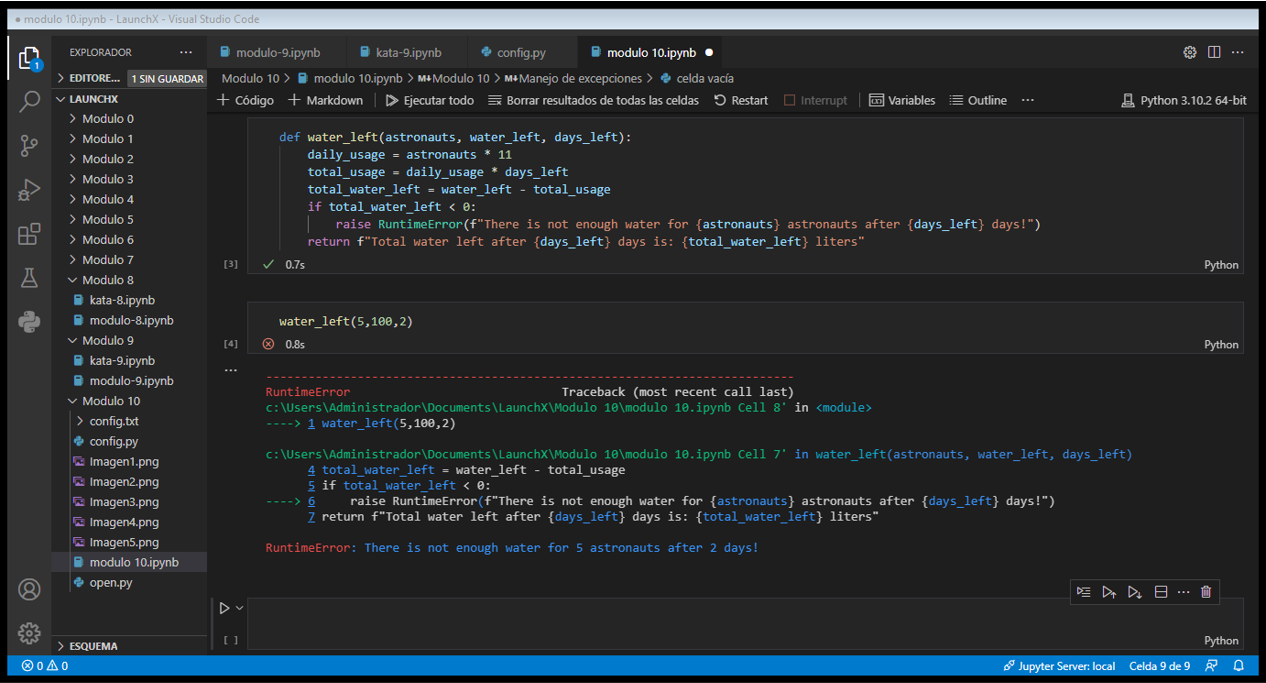 ● modulo 10.ipynb - LaunchX - Visual Studio Code
EXPLORADOR ···
modulo-9.ipynb kata-9.ipynb config.py modulo 10.ipynb ●
EDITORE... 1 SIN GUARDAR
Modulo 10 > modulo 10.ipynb > M↓Modulo 10 > M↓Manejo de excepciones > celda vacía
+ Código + Markdown Ejecutar todo Borrar resultados de todas las celdas Restart Interrupt Variables Outline ··· Python 3.10.2 64-bit
1
LAUNCHX
Modulo 0
Modulo 1
Modulo 2
Modulo 3
Modulo 4
Modulo 5
Modulo 6
Modulo 7
Modulo 8
kata-8.ipynb
modulo-8.ipynb
Modulo 9
kata-9.ipynb
modulo-9.ipynb
Modulo 10
config.txt
config.py
Imagen1.png
Imagen2.png
Imagen3.png
Imagen4.png
Imagen5.png
modulo 10.ipynb
open.py
ESQUEMA
def water_left(astronauts, water_left, days_left):
    daily_usage = astronauts * 11
    total_usage = daily_usage * days_left
    total_water_left = water_left - total_usage
    if total_water_left < 0:
        raise RuntimeError(f"There is not enough water for {astronauts} astronauts after {days_left} days!")
    return f"Total water left after {days_left} days is: {total_water_left} liters"
[3] ✓ 0.7s Python
water_left(5,100,2)
[4] 0.8s Python
···
---------------------------------------------------------------------------
RuntimeError Traceback (most recent call last)
c:\Users\Administrador\Documents\LaunchX\Modulo 10\modulo 10.ipynb Cell 8' in <module>
----> 1 water_left(5,100,2)
c:\Users\Administrador\Documents\LaunchX\Modulo 10\modulo 10.ipynb Cell 7' in water_left(astronauts, water_left, days_left)
      4 total_water_left = water_left - total_usage
      5 if total_water_left < 0:
----> 6     raise RuntimeError(f"There is not enough water for {astronauts} astronauts after {days_left} days!")
      7 return f"Total water left after {days_left} days is: {total_water_left} liters"
RuntimeError: There is not enough water for 5 astronauts after 2 days!
[ ] Python
0 0 Jupyter Server: local Celda 9 de 9